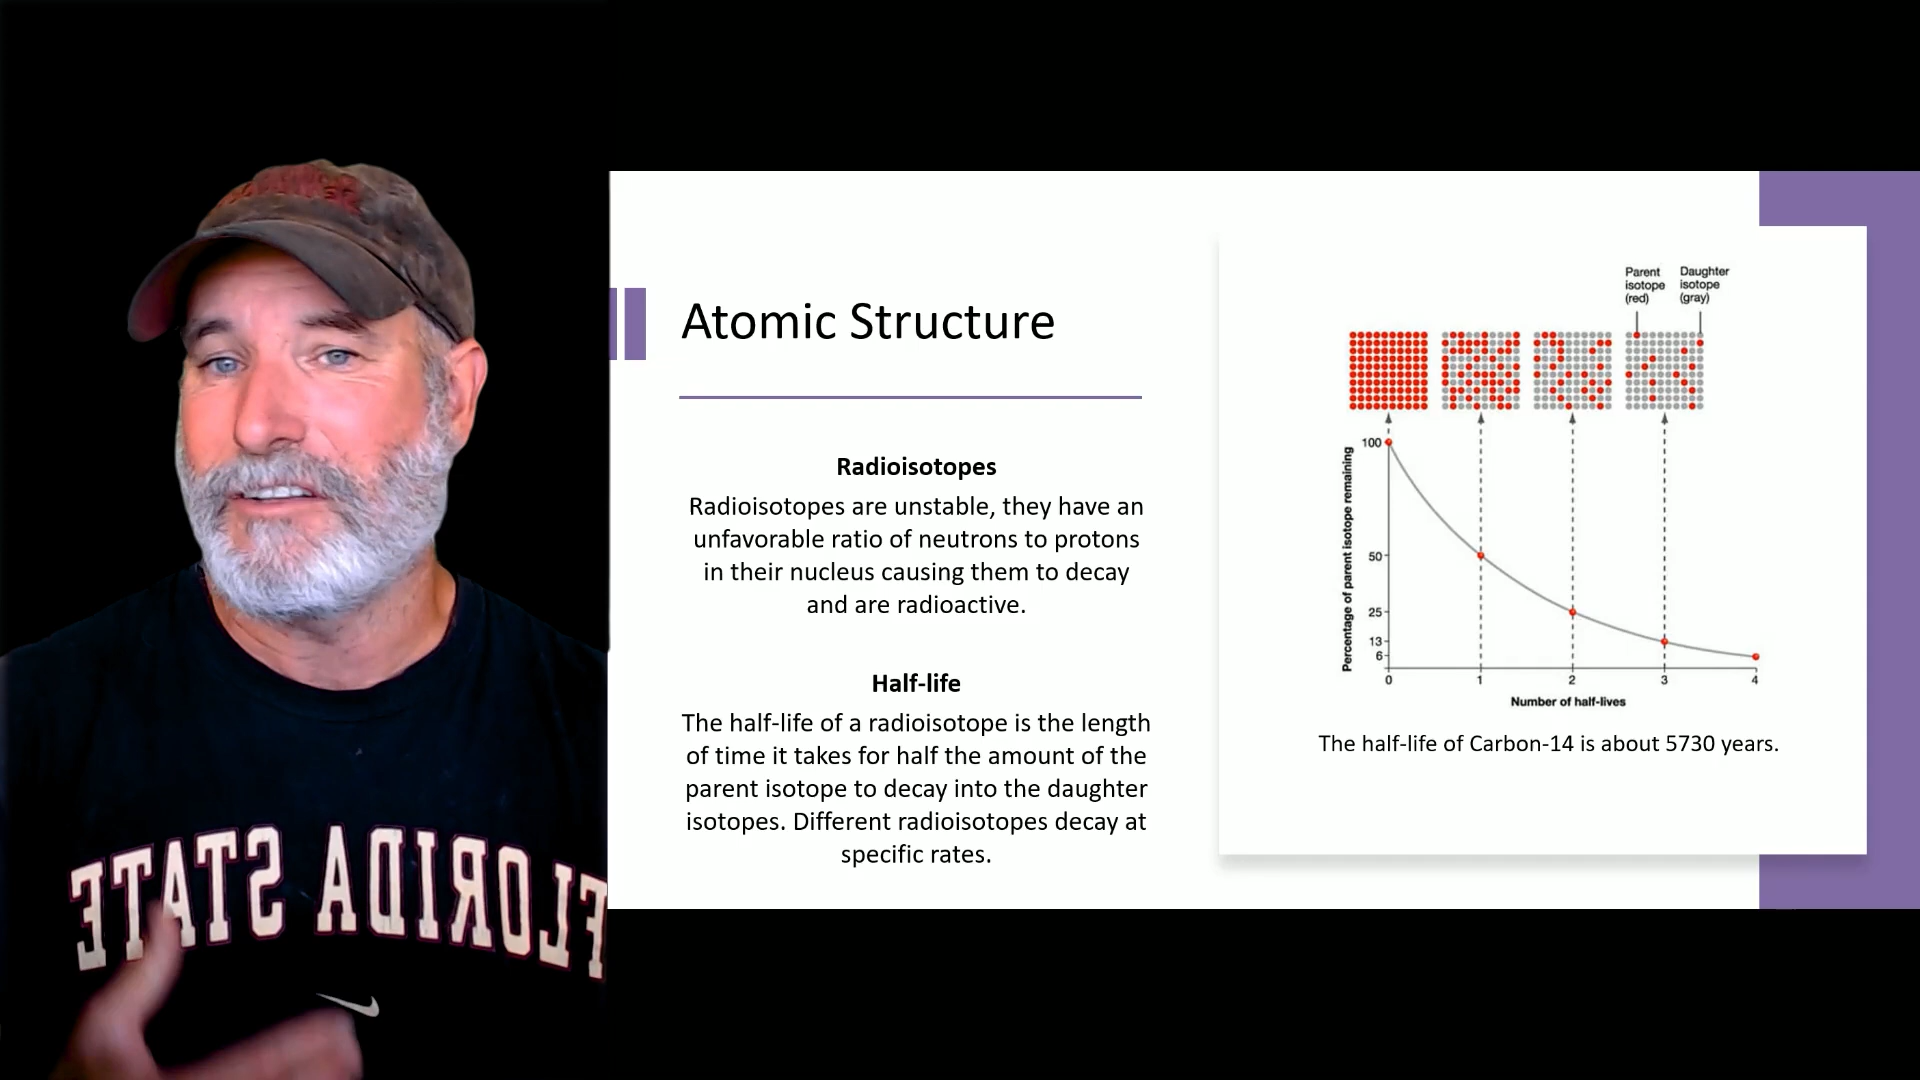 Atomic Structure
Radioisotopes
Radioisotopes are unstable, they have an
unfavorable ratio of neutrons to protons
in their nucleus causing them to decay
and are radioactive.
Half-life
The half-life of a radioisotope is the length
of time it takes for half the amount of the
parent isotope to decay into the daughter
isotopes. Different radioisotopes decay at
specific rates.
Parent
isotope
(red)
Daughter
isotope
(gray)
Percentage of parent isotope remaining
100
50
25
13
6
0 1 2 3 4
Number of half-lives
The half-life of Carbon-14 is about 5730 years.
FLORIDA STATE